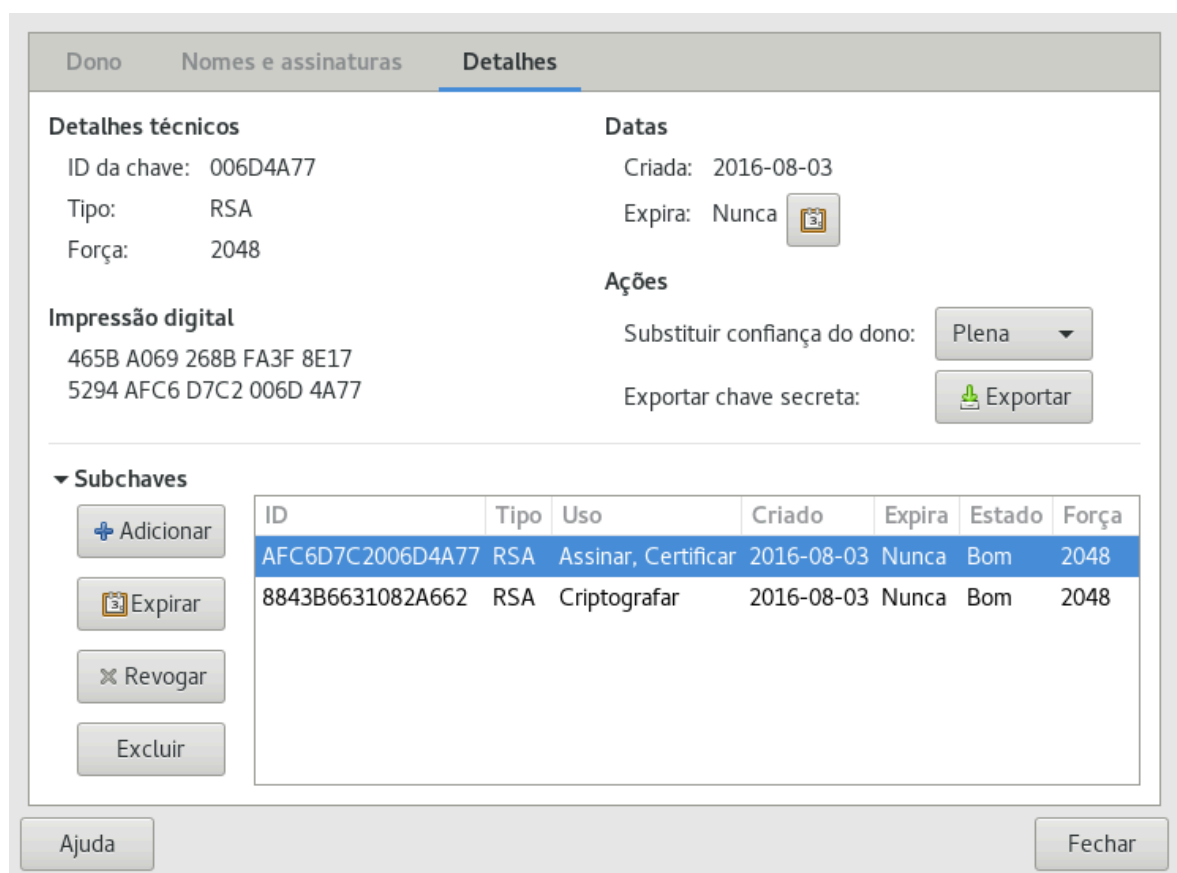 Dono Nomes e assinaturas Detalhes
Detalhes técnicos
ID da chave: 006D4A77
Tipo: RSA
Força: 2048
Impressão digital
465B A069 268B FA3F 8E17
5294 AFC6 D7C2 006D 4A77
Datas
Criada: 2016-08-03
Expira: Nunca
Ações
Substituir confiança do dono: Plena
Exportar chave secreta: Exportar
Subchaves
Adicionar
Expirar
Revogar
Excluir
ID Tipo Uso Criado Expira Estado Força
AFC6D7C2006D4A77 RSA Assinar, Certificar 2016-08-03 Nunca Bom 2048
8843B6631082A662 RSA Criptografar 2016-08-03 Nunca Bom 2048
Ajuda Fechar